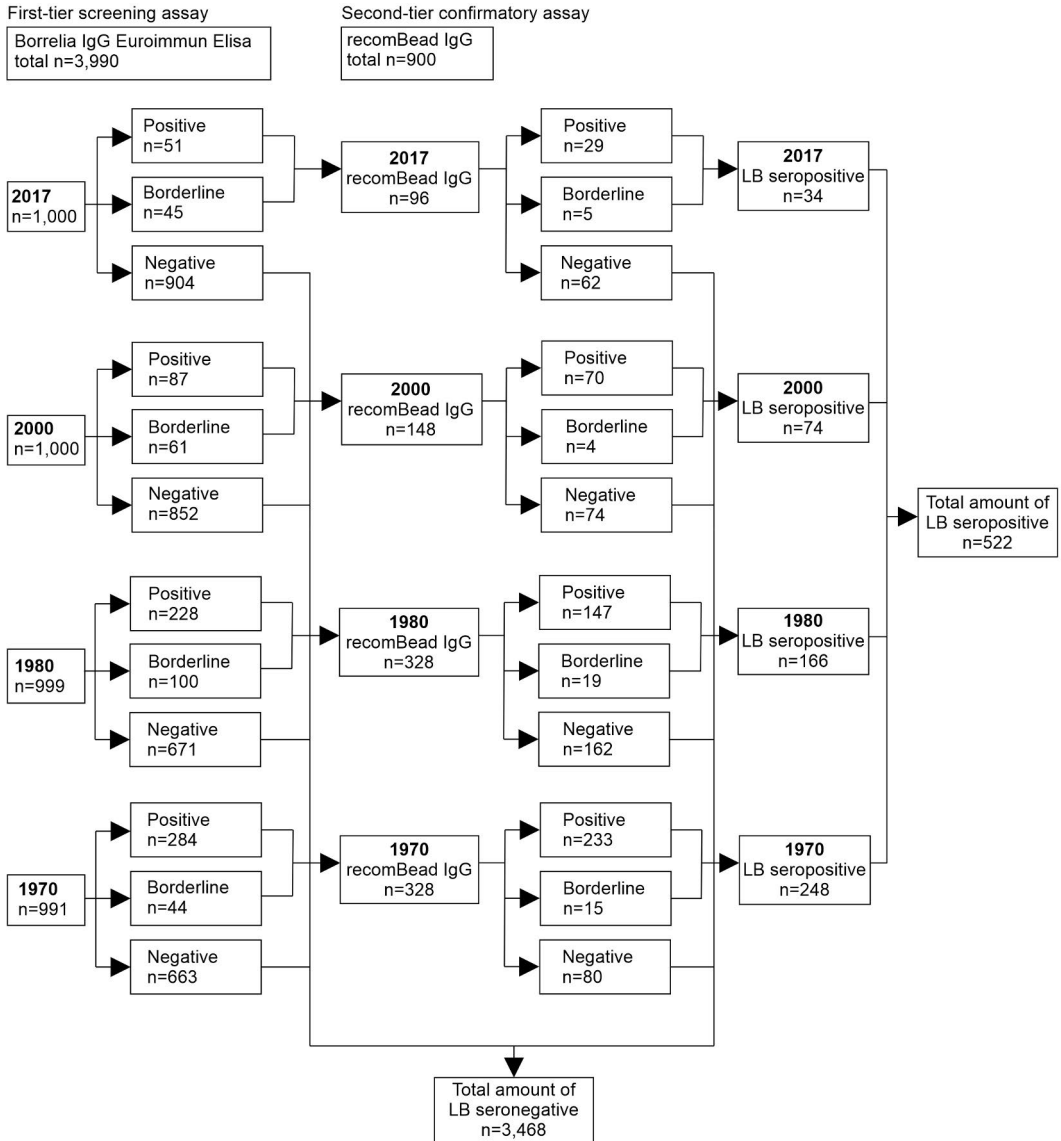 First-tier screening assay
Borrelia IgG Euroimmun Elisa
total n=3,990
Second-tier confirmatory assay
recomBead IgG
total n=900
2017
n=1,000
Positive
n=51
Borderline
n=45
Negative
n=904
2017
recomBead IgG
n=96
Positive
n=29
Borderline
n=5
Negative
n=62
2017
LB seropositive
n=34
2000
n=1,000
Positive
n=87
Borderline
n=61
Negative
n=852
2000
recomBead IgG
n=148
Positive
n=70
Borderline
n=4
Negative
n=74
2000
LB seropositive
n=74
1980
n=999
Positive
n=228
Borderline
n=100
Negative
n=671
1980
recomBead IgG
n=328
Positive
n=147
Borderline
n=19
Negative
n=162
1980
LB seropositive
n=166
1970
n=991
Positive
n=284
Borderline
n=44
Negative
n=663
1970
recomBead IgG
n=328
Positive
n=233
Borderline
n=15
Negative
n=80
1970
LB seropositive
n=248
Total amount of
LB seropositive
n=522
Total amount of
LB seronegative
n=3,468